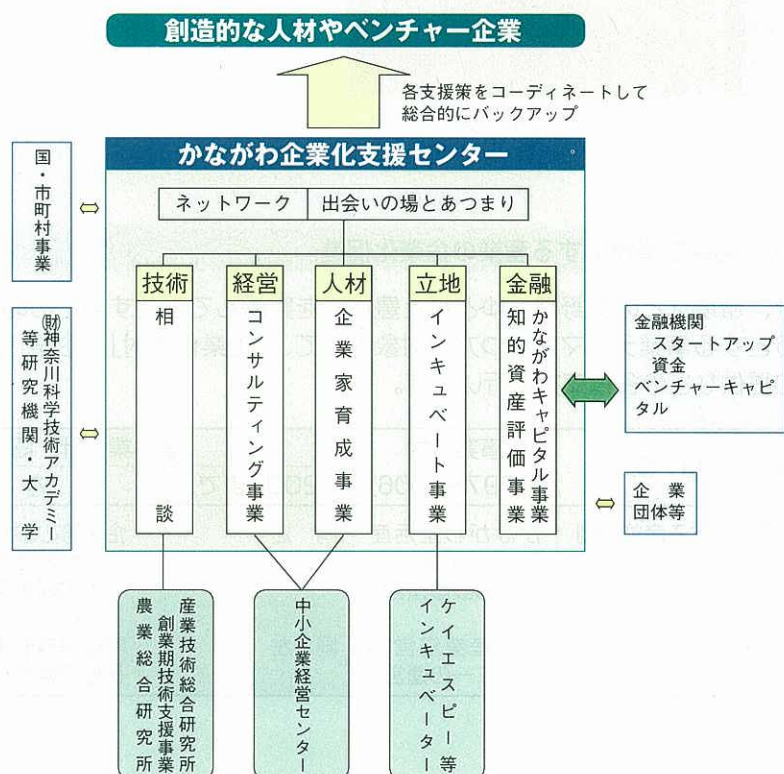 創造的な人材やベンチャー企業
各支援策をコーディネートして
総合的にバックアップ
かながわ企業化支援センター
国・市町村事業
ネットワーク
出会いの場とあつまり
技術
相談
経営
コンサルティング事業
人材
企業家育成事業
立地
インキュベート事業
金融
かながわキャピタル事業
知的資産評価事業
㈶神奈川科学技術アカデミー
等研究機関・大学
金融機関
スタートアップ
資金
ベンチャーキャピ
タル
企業
団体等
産業技術総合研究所
創業期技術支援事業
農業総合研究所
中小企業経営センター
ケイエスピー等
インキュベーター